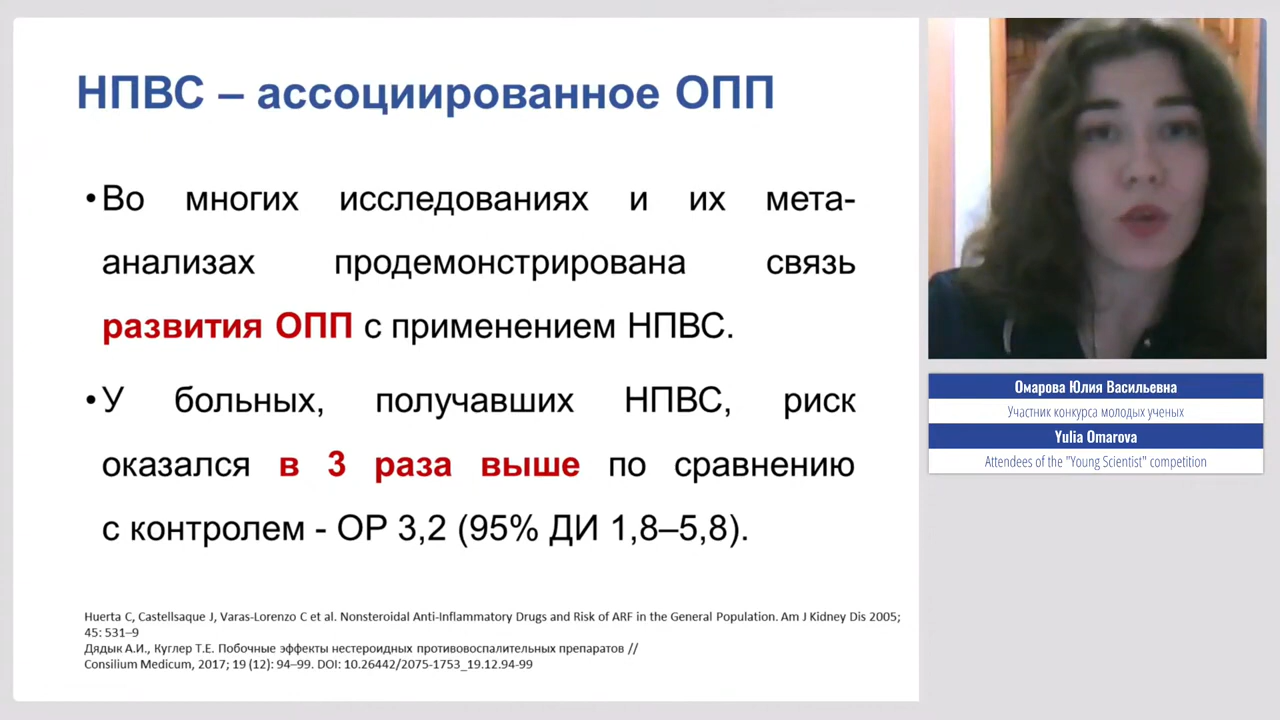 НПВС – ассоциированное ОПП
•Во многих исследованиях и их мета-
анализах продемонстрирована связь
развития ОПП с применением НПВС.
•У больных, получавших НПВС, риск
оказался в 3 раза выше по сравнению
с контролем - ОР 3,2 (95% ДИ 1,8–5,8).
Huerta C, Castellsaque J, Varas-Lorenzo C et al. Nonsteroidal Anti-Inflammatory Drugs and Risk of ARF in the General Population. Am J Kidney Dis 2005;
45: 531–9
Дядык А.И., Куглер Т.Е. Побочные эффекты нестероидных противовоспалительных препаратов //
Consilium Medicum, 2017; 19 (12): 94–99. DOI: 10.26442/2075-1753_19.12.94-99
Омарова Юлия Васильевна
Участник конкурса молодых ученых
Yulia Omarova
Attendees of the "Young Scientist" competition